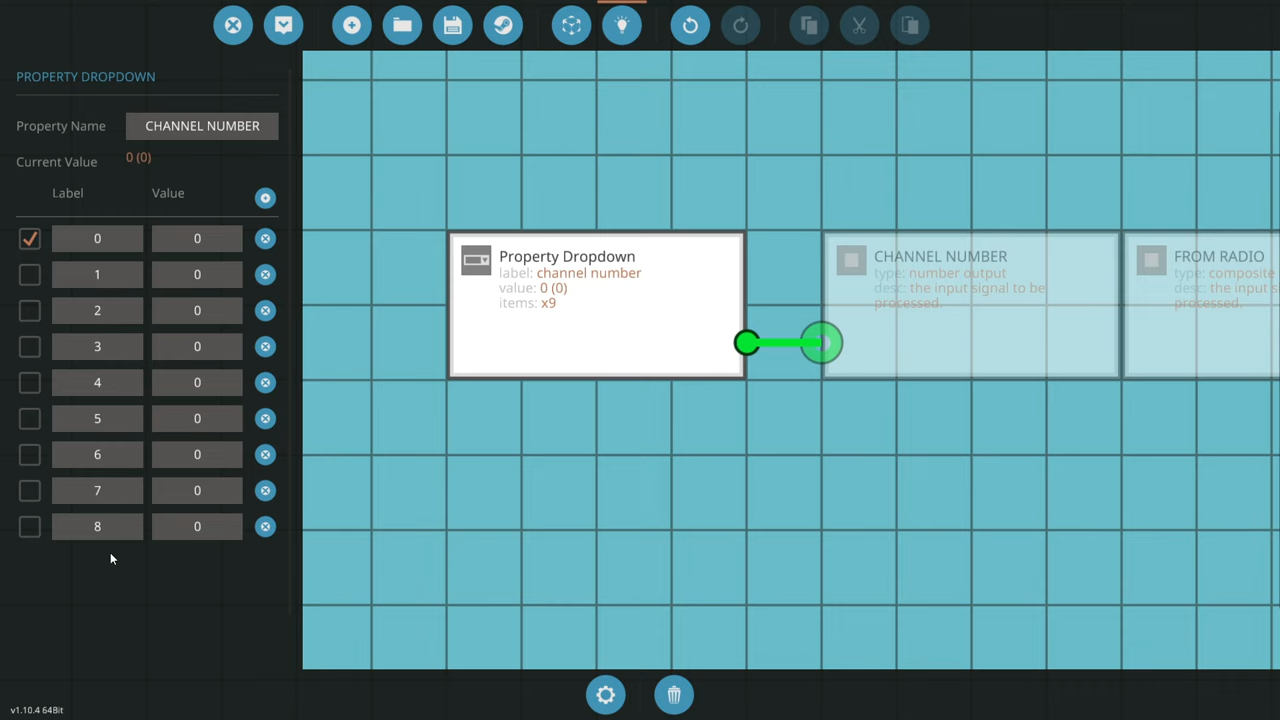 PROPERTY DROPDOWN
Property Name CHANNEL NUMBER
Current Value 0 (0)
Label Value
0 0
1 0
2 0
3 0
4 0
5 0
6 0
7 0
8 0
Property Dropdown
label: channel number
value: 0 (0)
items: x9
CHANNEL NUMBER
type: number output
desc: the input signal to be
processed.
FROM RADIO
type: composite
desc: the input s
processed.
v1.10.4 64Bit